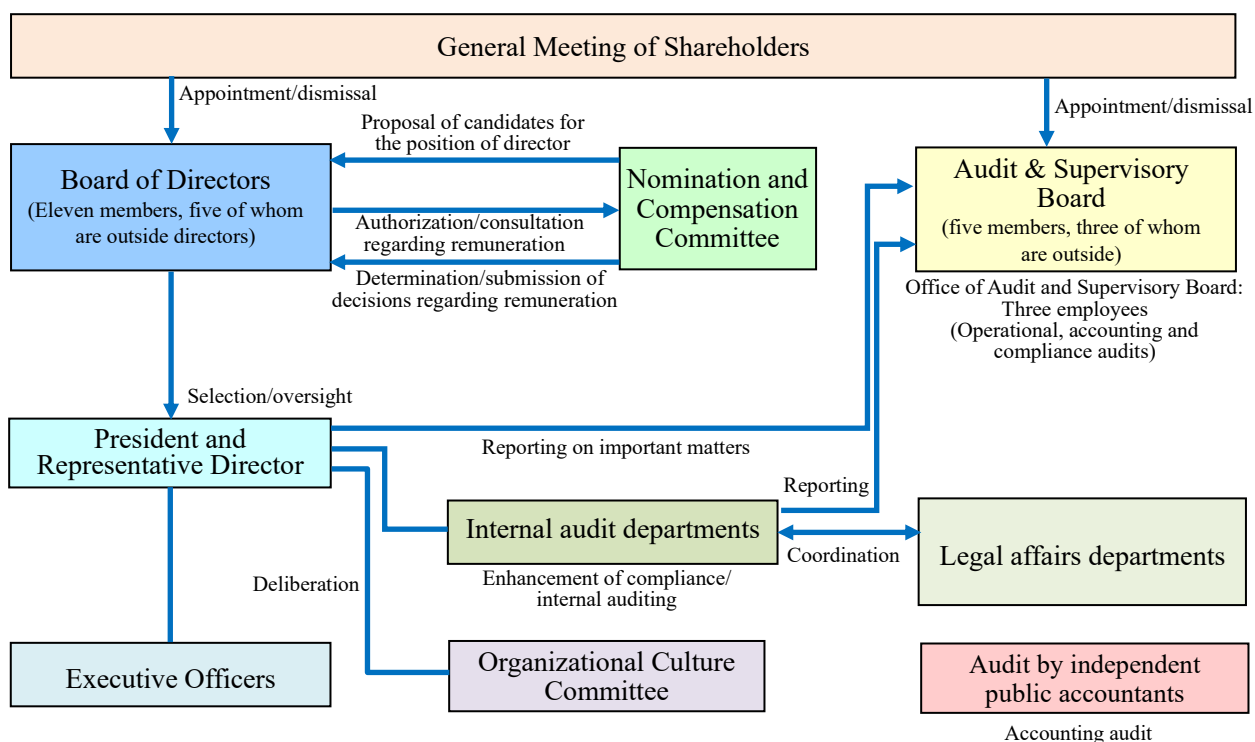 General Meeting of Shareholders
Appointment/dismissal
Appointment/dismissal
Proposal of candidates for
the position of director
Board of Directors
(Eleven members, five of whom
are outside directors)
Nomination and
Compensation
Committee
Audit & Supervisory
Board
(five members, three of whom
are outside)
Authorization/consultation
regarding remuneration
Determination/submission of
decisions regarding remuneration
Office of Audit and Supervisory Board:
Three employees
(Operational, accounting and
compliance audits)
Selection/oversight
President and
Representative Director
Reporting on important matters
Reporting
Internal audit departments
Coordination
Legal affairs departments
Enhancement of compliance/
internal auditing
Deliberation
Executive Officers
Organizational Culture
Committee
Audit by independent
public accountants
Accounting audit